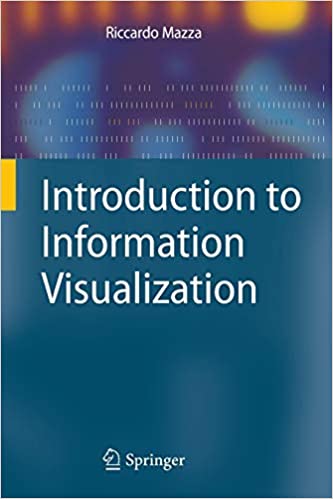 Riccardo Mazza
Introduction to
Information
Visualization
Springer